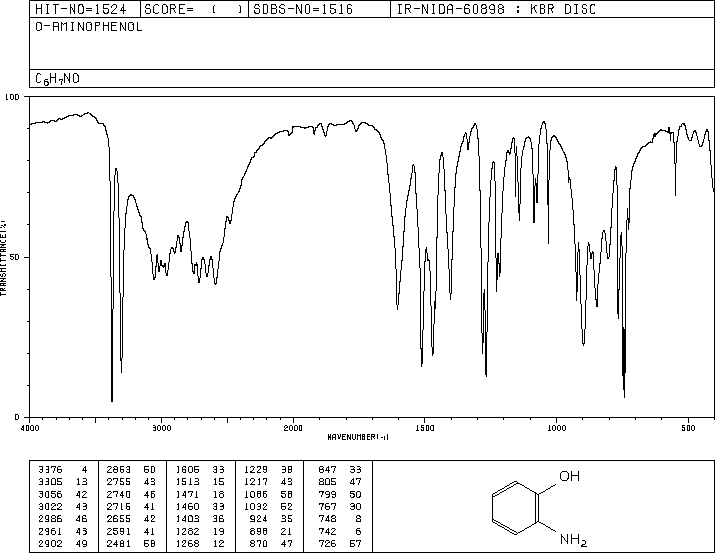 HIT-NO=1524 SCORE= ( ) SDBS-NO=1516 IR-NIDA-60898 : KBR DISC
O-AMINOPHENOL
C6H7NO
100
50
0
TRANSMITTANCE(%)
4000 3000 2000 1500 1000 500
WAVENUMBER(-1)
3376 4 2863 50 1606 33 1229 38 847 33
3305 13 2755 43 1513 15 1217 43 805 47
3056 42 2740 46 1471 18 1086 58 799 50
3022 43 2716 41 1460 33 1032 52 767 30
2986 46 2655 42 1403 36 924 35 748 8
2961 43 2591 41 1282 19 898 21 742 6
2902 49 2481 58 1268 12 870 47 726 57
OH
NH2